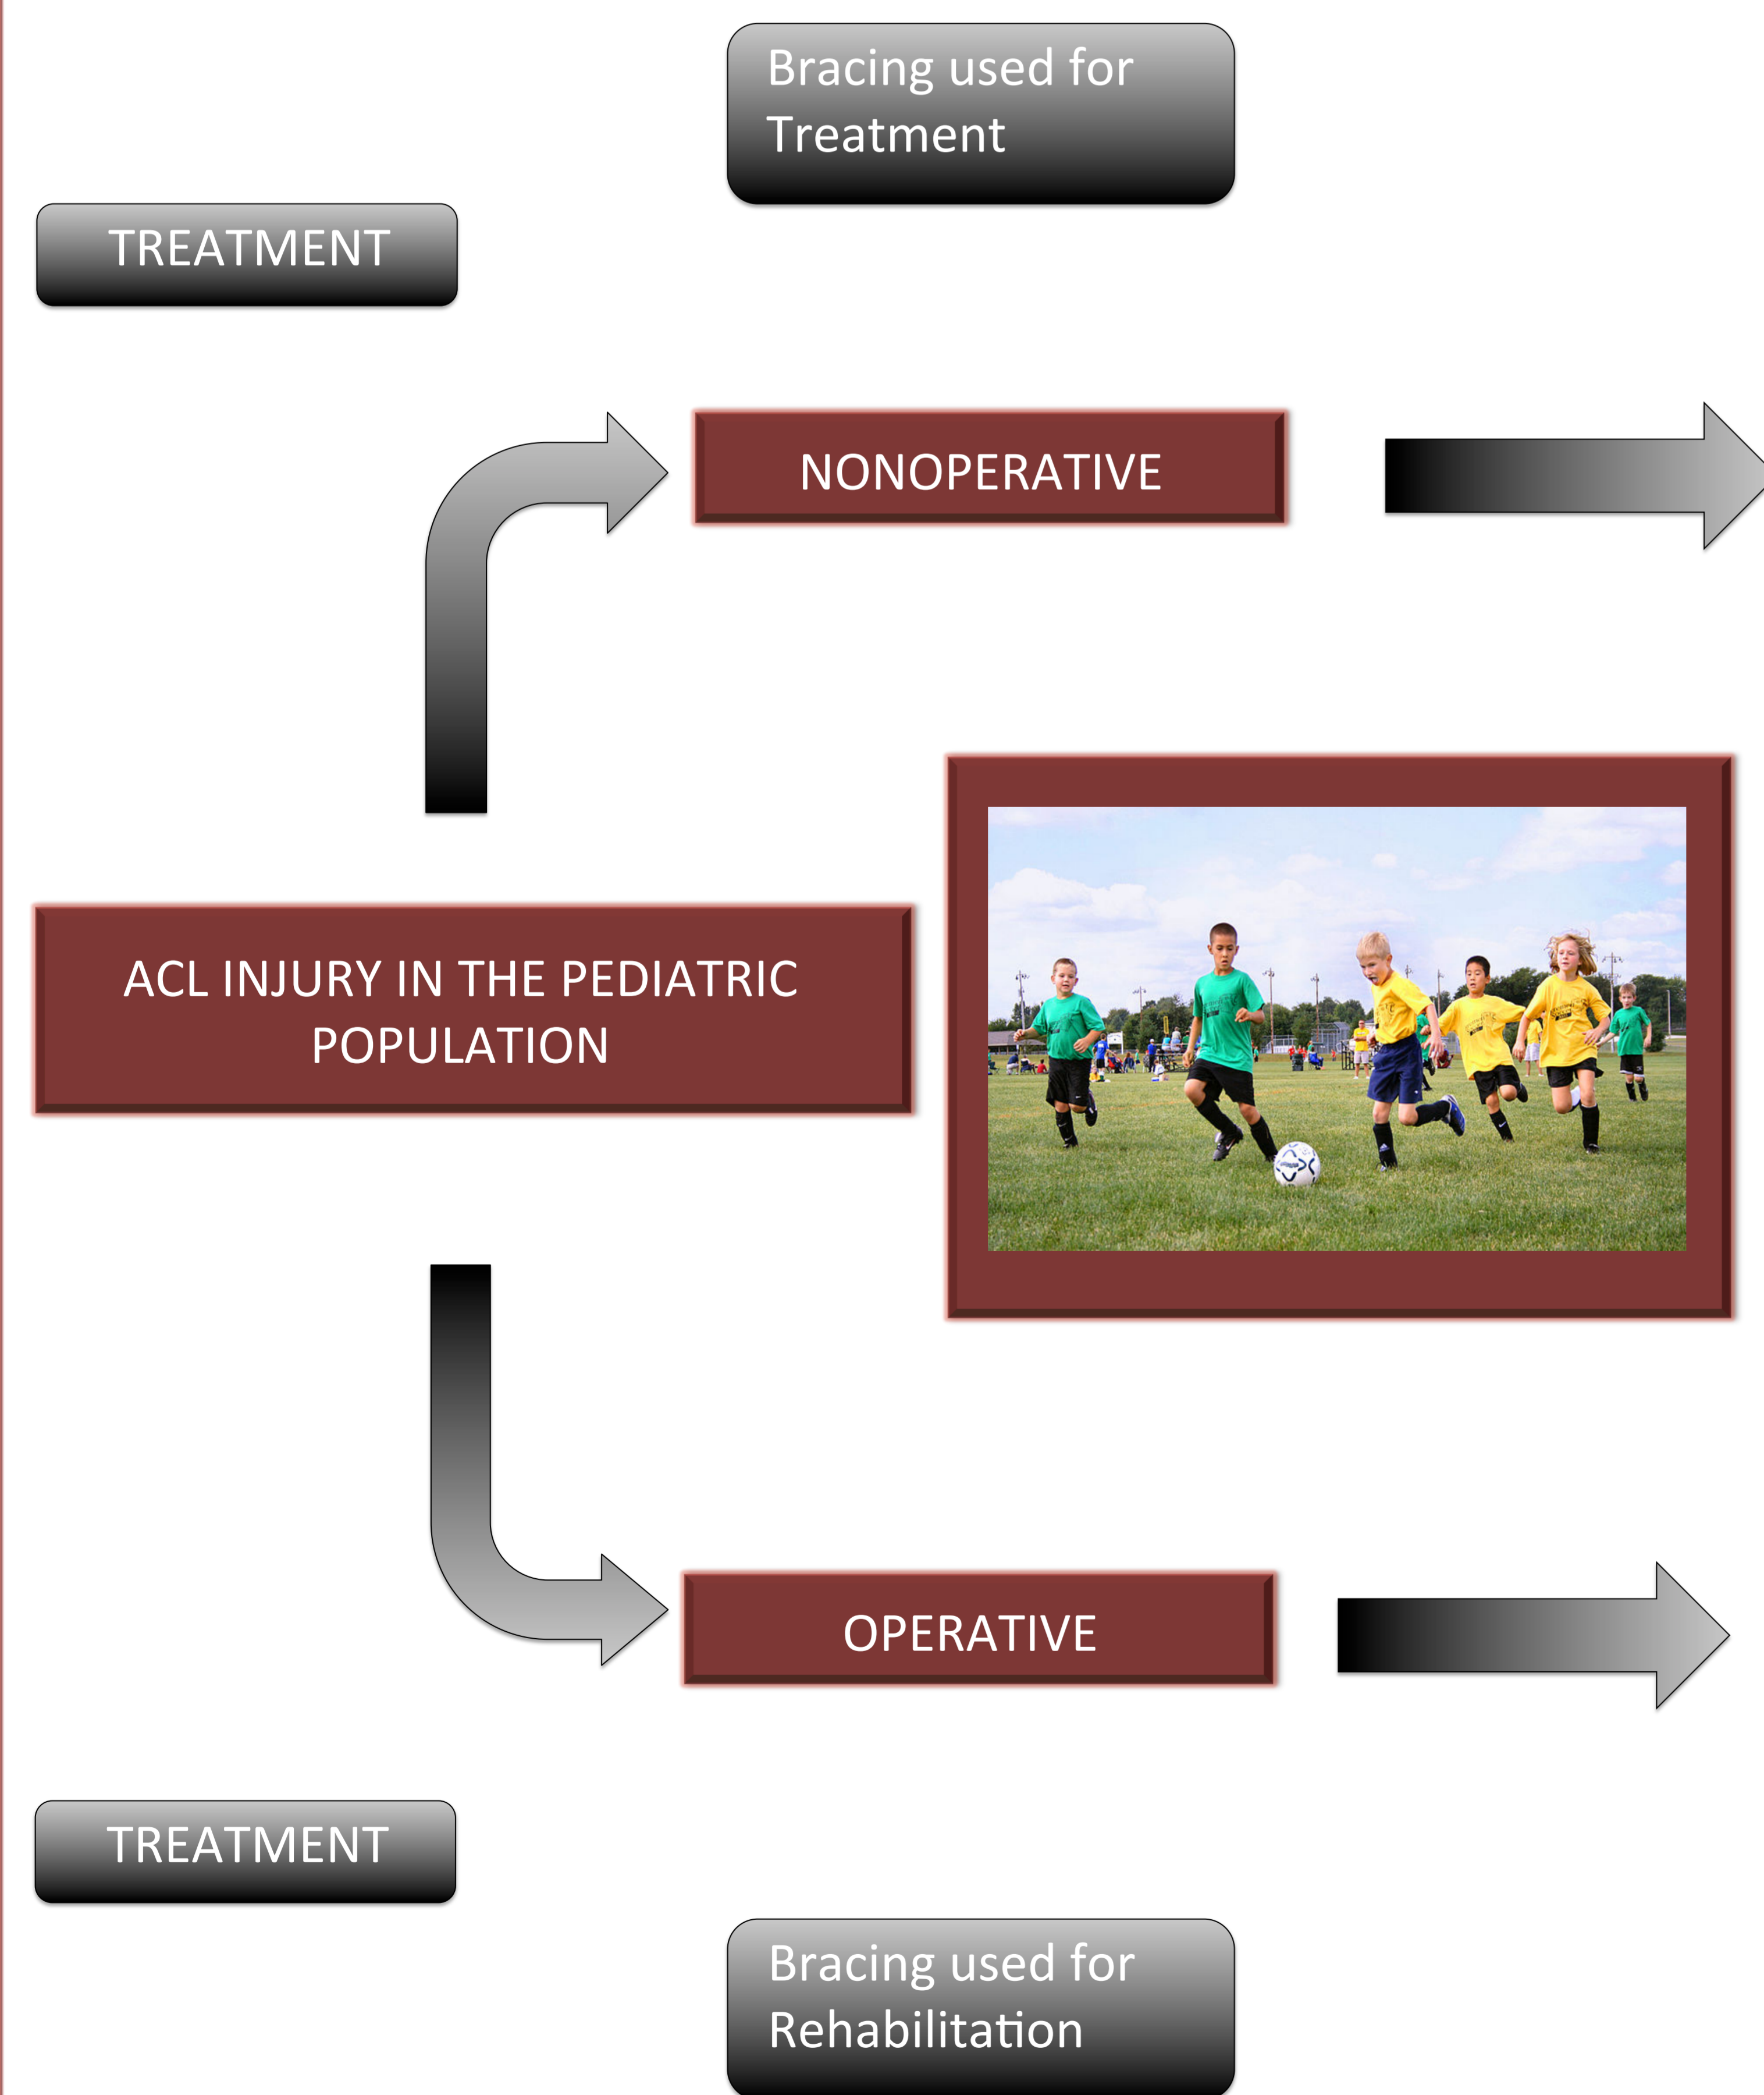 Bracing used for
Treatment
TREATMENT
NONOPERATIVE
ACL INJURY IN THE PEDIATRIC
POPULATION
OPERATIVE
TREATMENT
Bracing used for
Rehabilitation